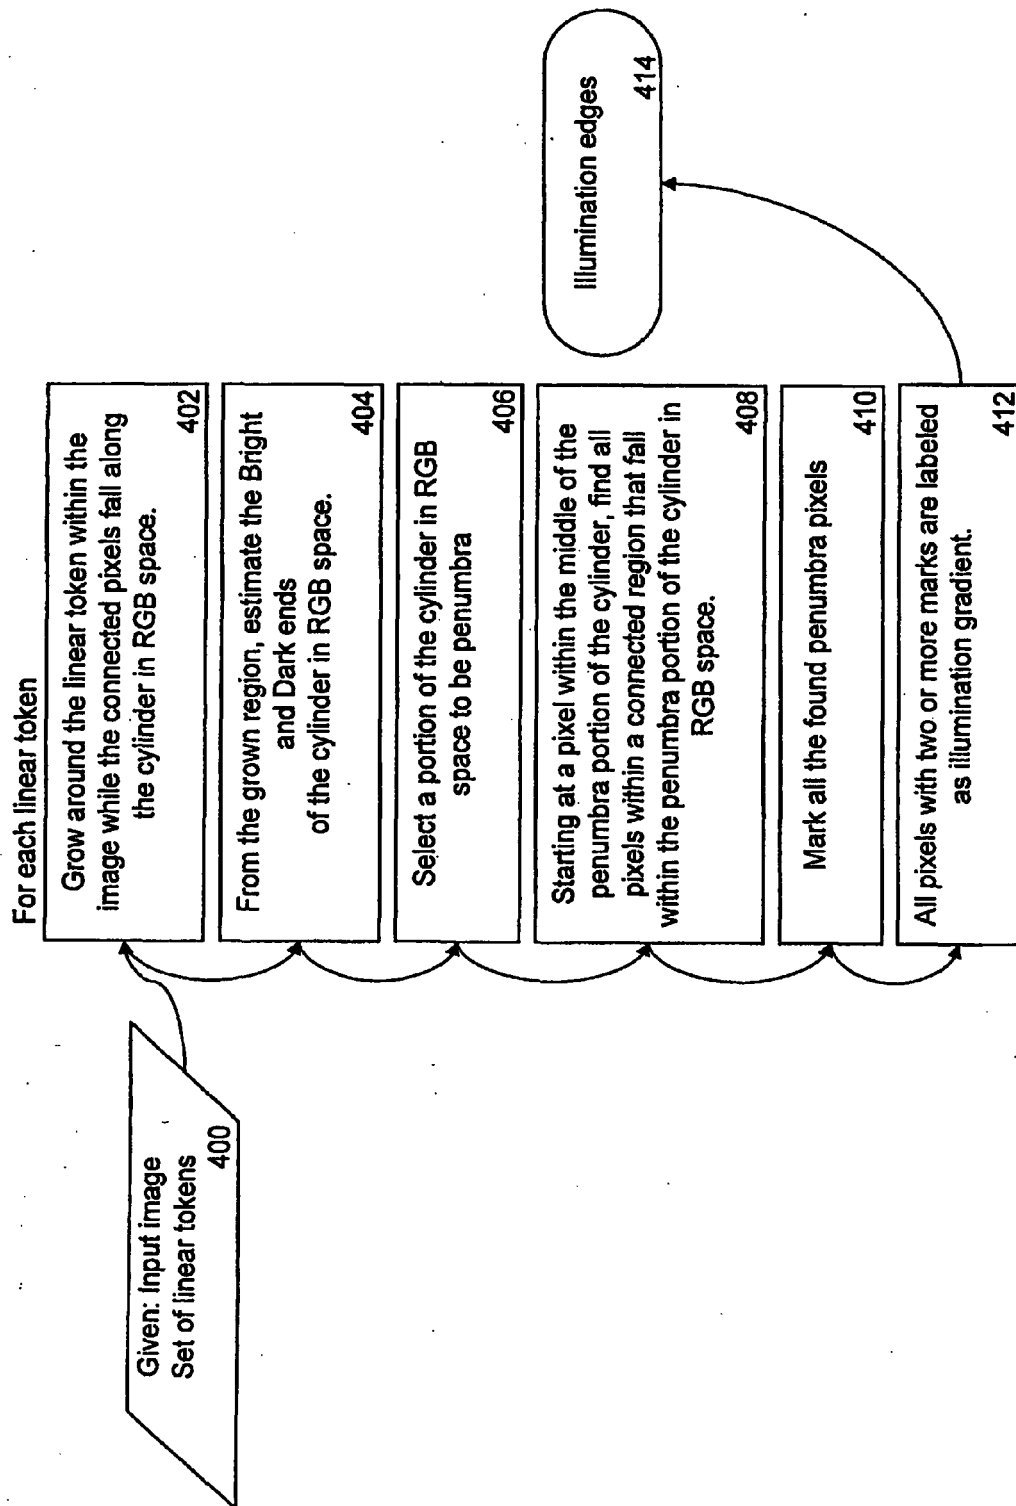 Given: Input image
Set of linear tokens
400
For each linear token
Grow around the linear token within the
image while the connected pixels fall along
the cylinder in RGB space.
402
From the grown region, estimate the Bright
and Dark ends
of the cylinder in RGB space.
404
Select a portion of the cylinder in RGB
space to be penumbra
406
Starting at a pixel within the middle of the
penumbra portion of the cylinder, find all
pixels within a connected region that fall
within the penumbra portion of the cylinder in
RGB space.
408
Mark all the found penumbra pixels
410
All pixels with two or more marks are labeled
as illumination gradient.
412
Illumination edges
414